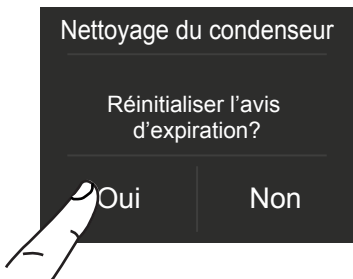 Nettoyage du condenseur
Réinitialiser l’avis
d’expiration?
Oui
Non